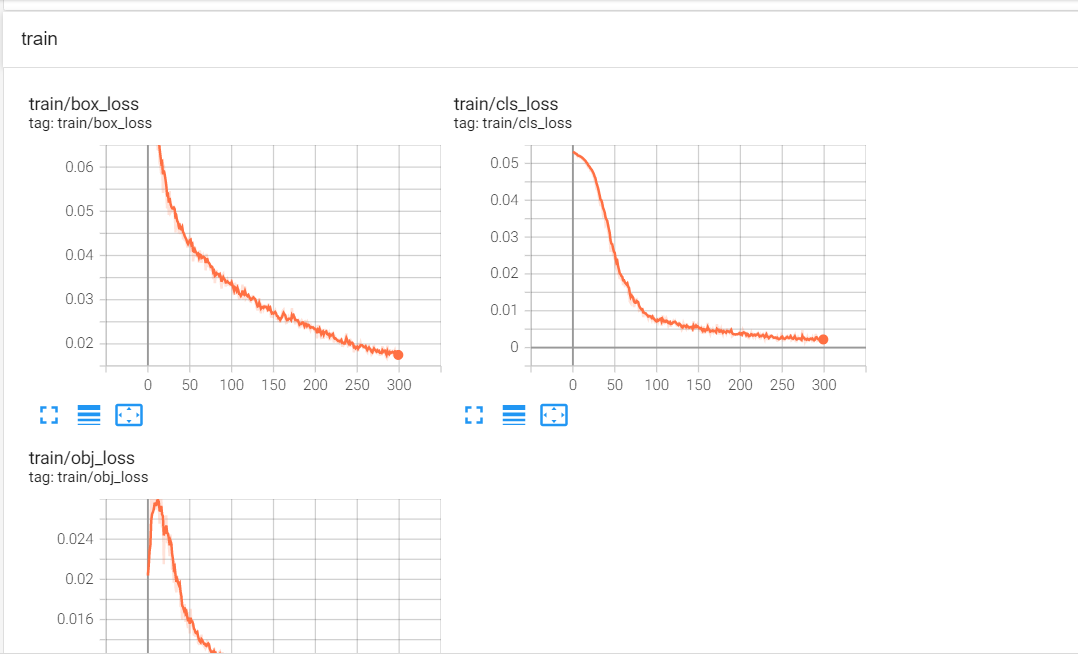 train
train/box_loss
tag: train/box_loss
0.06
0.05
0.04
0.03
0.02
0 50 100 150 200 250 300
train/cls_loss
tag: train/cls_loss
0.05
0.04
0.03
0.02
0.01
0
0 50 100 150 200 250 300
train/obj_loss
tag: train/obj_loss
0.024
0.02
0.016